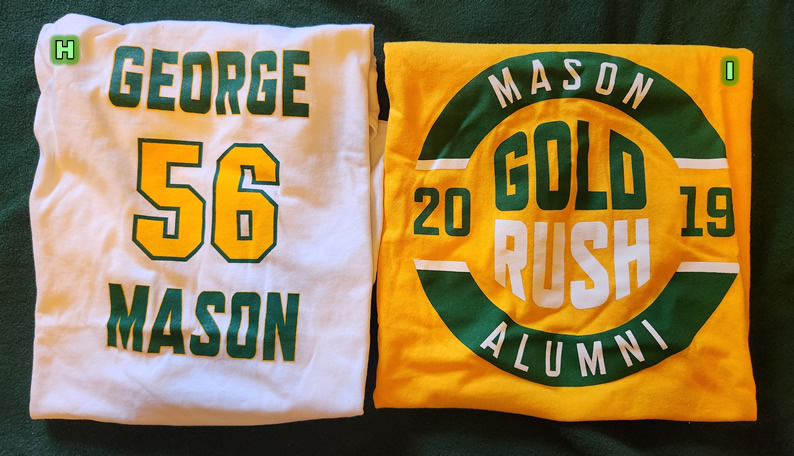 H
GEORGE
56
MASON
I
MASON
GOLD
20 19
RUSH
ALUMNI